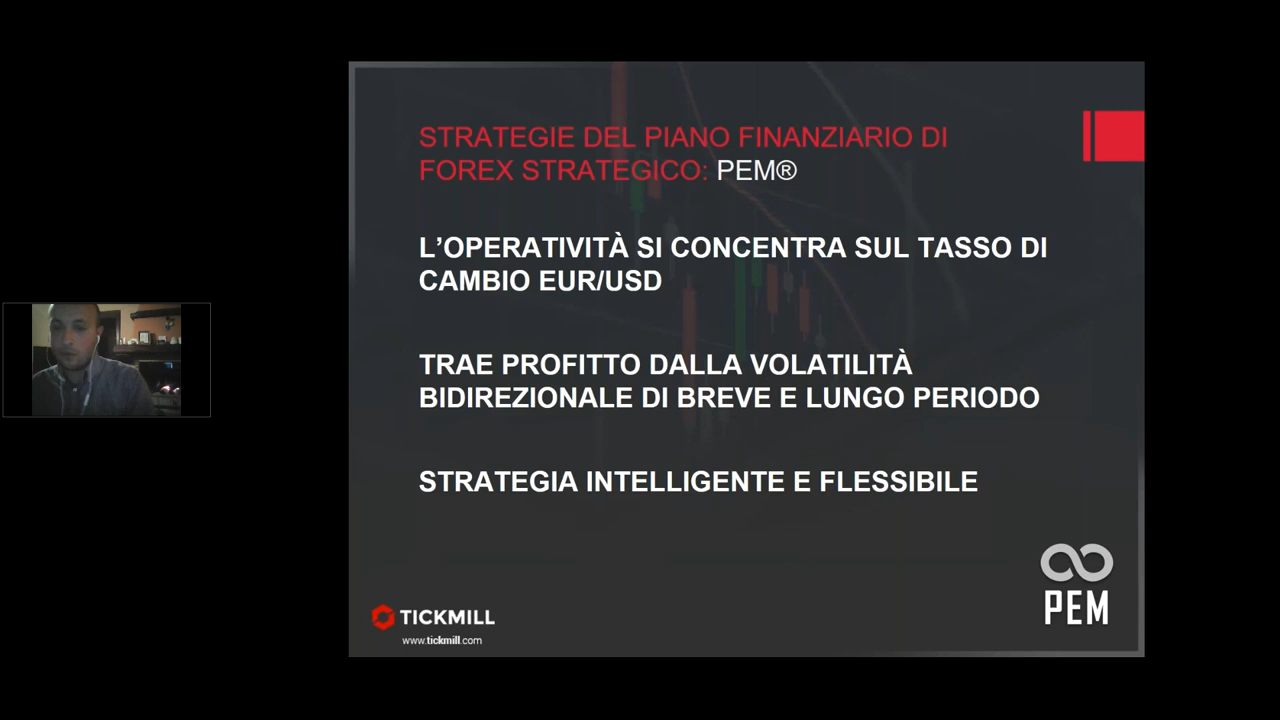 STRATEGIE DEL PIANO FINANZIARIO DI
FOREX STRATEGICO: PEM®
L’OPERATIVITÀ SI CONCENTRA SUL TASSO DI
CAMBIO EUR/USD
TRAE PROFITTO DALLA VOLATILITÀ
BIDIREZIONALE DI BREVE E LUNGO PERIODO
STRATEGIA INTELLIGENTE E FLESSIBILE
TICKMILL
www.tickmill.com
PEM